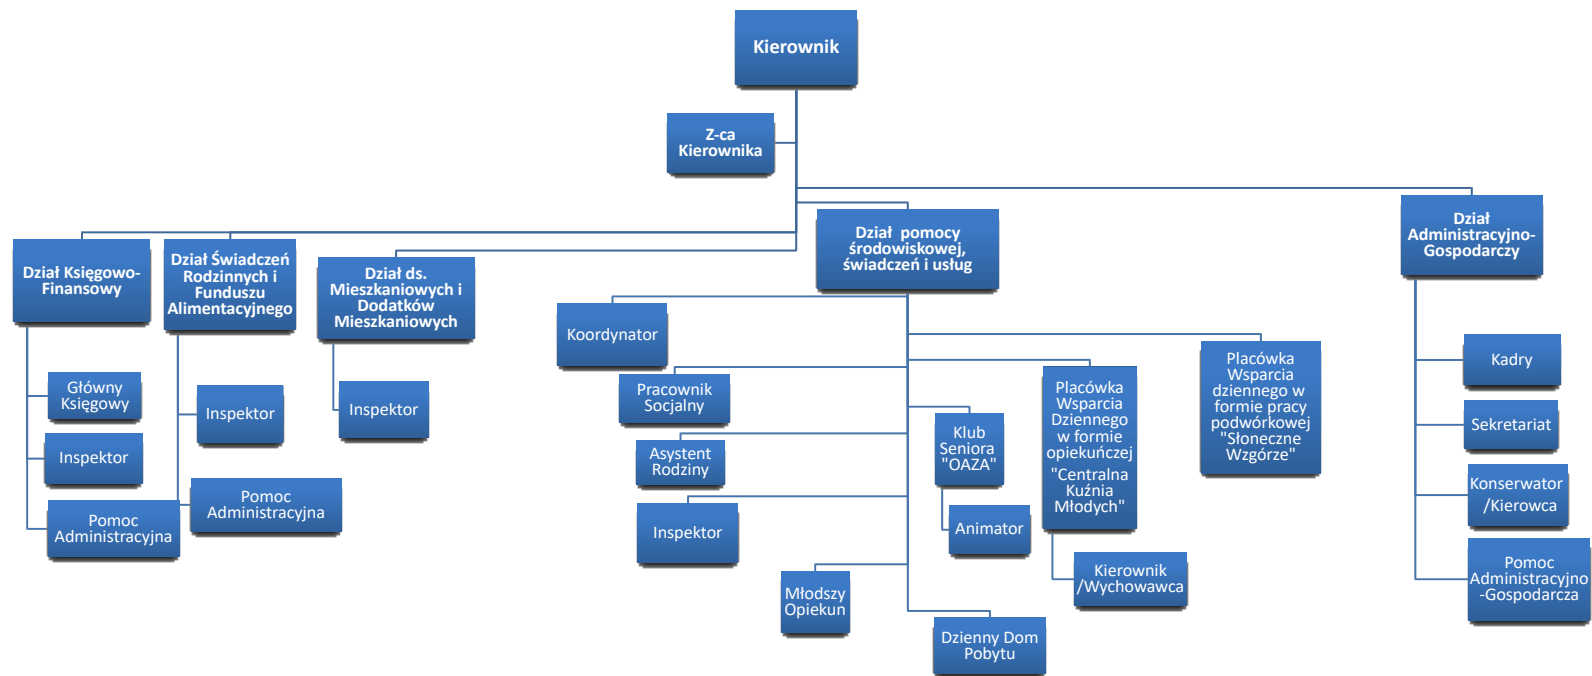 Kierownik
Z-ca
Kierownika
Dział Księgowo-
Finansowy
Główny
Księgowy
Inspektor
Pomoc
Administracyjna
Dział Świadczeń
Rodzinnych i
Funduszu
Alimentacyjnego
Inspektor
Pomoc
Administracyjna
Dział ds.
Mieszkaniowych i
Dodatków
Mieszkaniowych
Inspektor
Dział pomocy
środowiskowej,
świadczeń i usług
Koordynator
Pracownik
Socjalny
Asystent
Rodziny
Inspektor
Młodszy
Opiekun
Klub
Seniora
"OAZA"
Animator
Dzienny Dom
Pobytu
Placówka
Wsparcia
Dziennego
w formie
opiekuńczej
"Centralna
Kuźnia
Młodych"
Kierownik
/Wychowawca
Placówka
Wsparcia
dziennego w
formie pracy
podwórkowej
"Słoneczne
Wzgórze"
Dział
Administracyjno-
Gospodarczy
Kadry
Sekretariat
Konserwator
/Kierowca
Pomoc
Administracyjno
-Gospodarcza